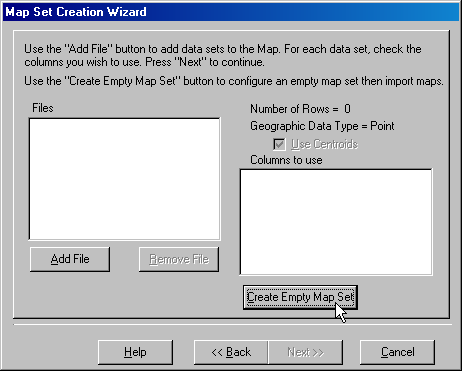 Map Set Creation Wizard
Use the "Add File" button to add data sets to the Map. For each data set, check the
columns you wish to use. Press "Next" to continue.
Use the "Create Empty Map Set" button to configure an empty map set then import maps.
Files
Number of Rows = 0
Geographic Data Type = Point
Use Centroids
Columns to use
Add File
Remove File
Create Empty Map Set
Help
<< Back
Next >>
Cancel